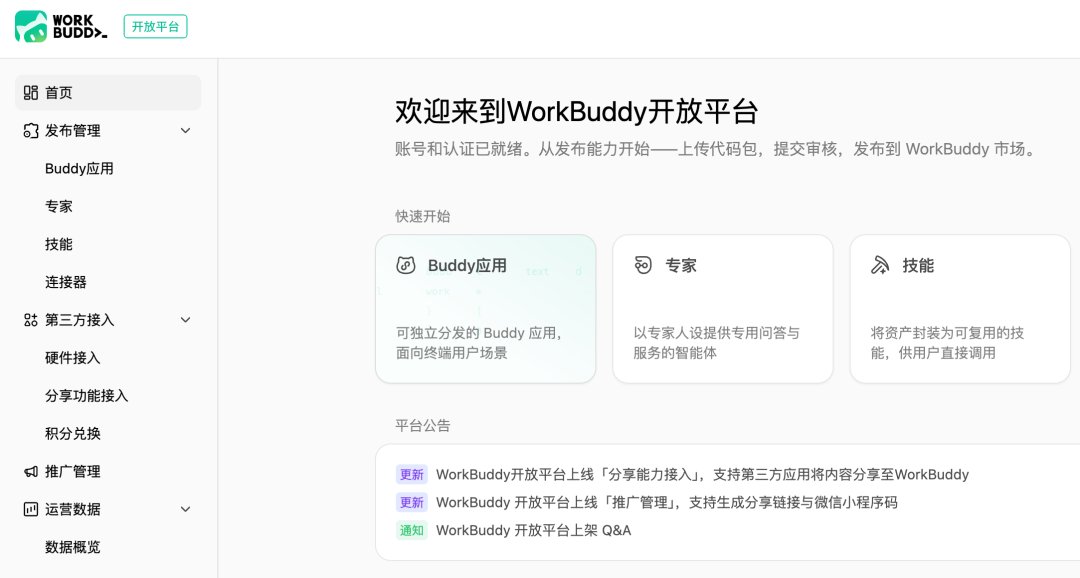 WORK
BUDD>_
开放平台
首页
发布管理
Buddy应用
专家
技能
连接器
第三方接入
硬件接入
分享功能接入
积分兑换
推广管理
运营数据
数据概览
欢迎来到WorkBuddy开放平台
账号和认证已就绪。从发布能力开始——上传代码包，提交审核，发布到 WorkBuddy 市场。
快速开始
Buddy应用
text d
l work =
} [
可独立分发的 Buddy 应用，
面向终端用户场景
专家
以专家人设提供专用问答与
服务的智能体
技能
将资产封装为可复用的技
能，供用户直接调用
平台公告
更新 WorkBuddy开放平台上线「分享能力接入」，支持第三方应用将内容分享至WorkBuddy
更新 WorkBuddy 开放平台上线「推广管理」，支持生成分享链接与微信小程序码
通知 WorkBuddy 开放平台上架 Q&A